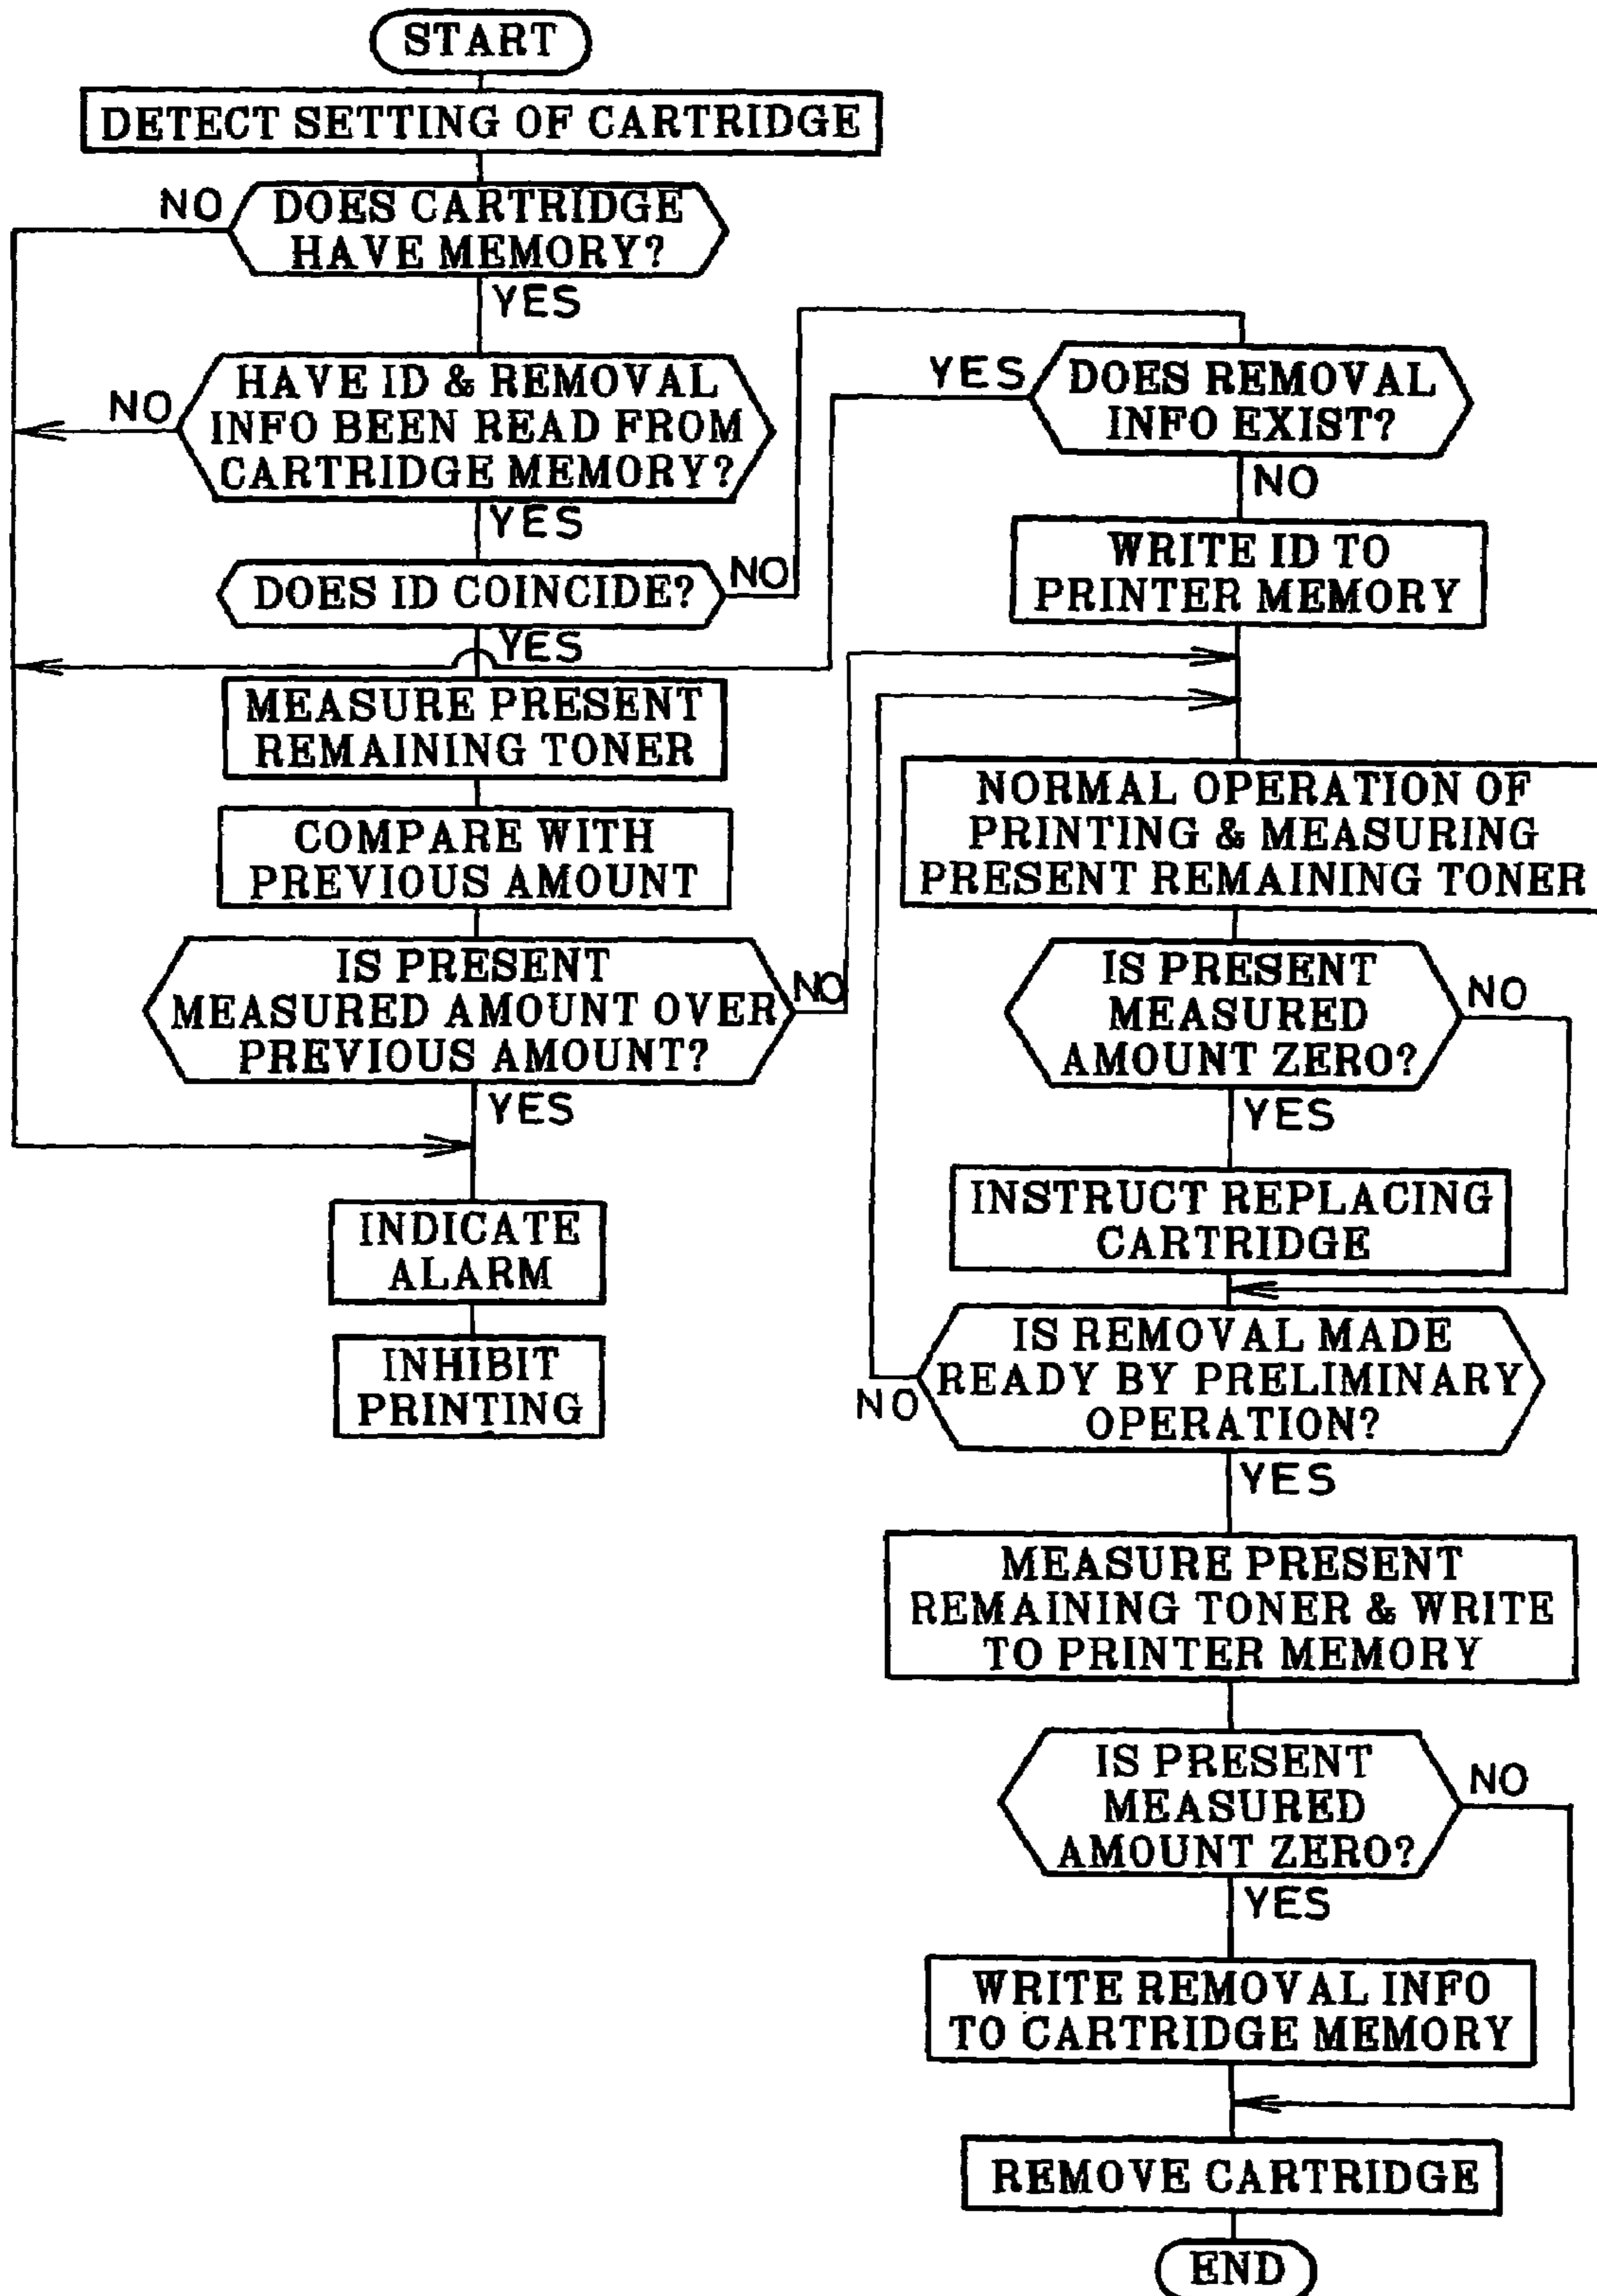 START
DETECT SETTING OF CARTRIDGE
NO
DOES CARTRIDGE
HAVE MEMORY?
YES
NO
HAVE ID & REMOVAL
INFO BEEN READ FROM
CARTRIDGE MEMORY?
YES
DOES ID COINCIDE?
NO
YES
MEASURE PRESENT
REMAINING TONER
COMPARE WITH
PREVIOUS AMOUNT
IS PRESENT
MEASURED AMOUNT OVER
PREVIOUS AMOUNT?
NO
YES
INDICATE
ALARM
INHIBIT
PRINTING
YES
DOES REMOVAL
INFO EXIST?
NO
WRITE ID TO
PRINTER MEMORY
NORMAL OPERATION OF
PRINTING & MEASURING
PRESENT REMAINING TONER
IS PRESENT
MEASURED
AMOUNT ZERO?
NO
YES
INSTRUCT REPLACING
CARTRIDGE
IS REMOVAL MADE
READY BY PRELIMINARY
OPERATION?
NO
YES
MEASURE PRESENT
REMAINING TONER & WRITE
TO PRINTER MEMORY
IS PRESENT
MEASURED
AMOUNT ZERO?
NO
YES
WRITE REMOVAL INFO
TO CARTRIDGE MEMORY
REMOVE CARTRIDGE
END